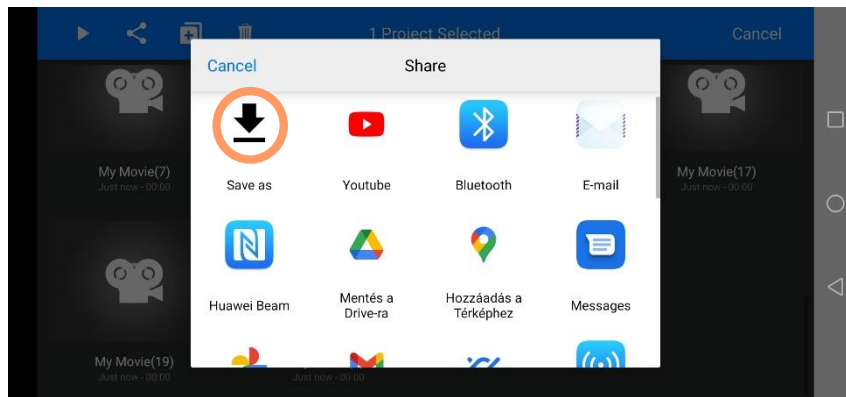 1 Project Selected
Cancel
Cancel
Share
Save as
Youtube
Bluetooth
E-mail
Huawei Beam
Mentés a
Drive-ra
Hozzáadás a
Térképhez
Messages
My Movie(7)
Just now - 00:00
My Movie(17)
Just now - 00:00
My Movie(19)
Just now - 00:00
Just now - 00:00